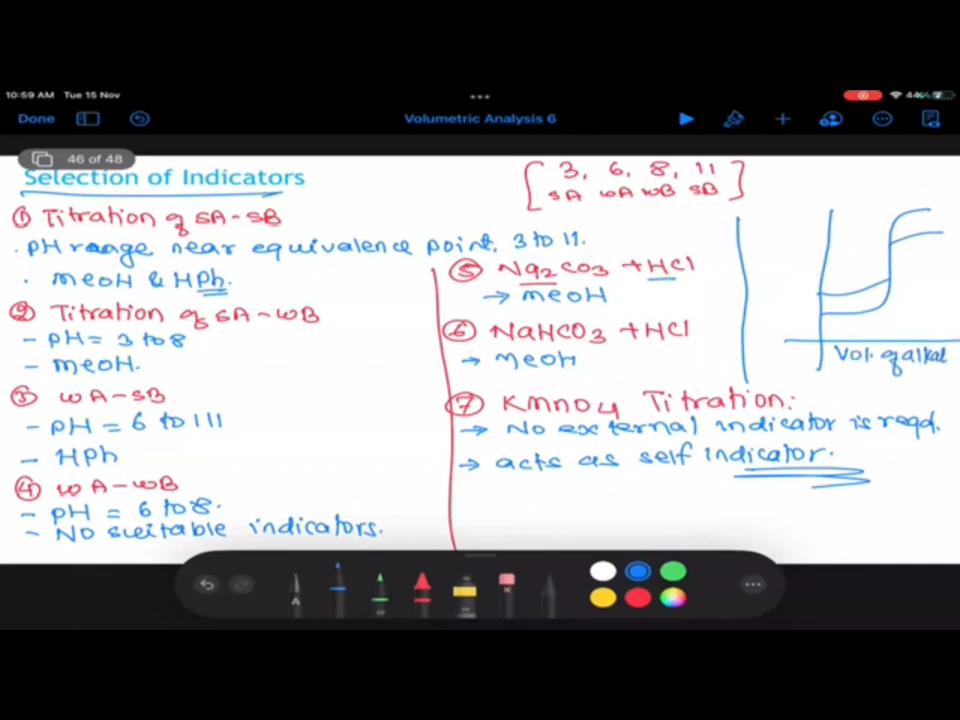 10:59 AM Tue 15 Nov
44%
Done
Volumetric Analysis 6
46 of 48
Selection of Indicators
[3, 6, 8, 11]
SA WA WB SB
① Titration of SA-SB
. PH range near equivalence point, 3 to 11.
. MeOH & HPh.
② Titration of SA-WB
- PH = 3 to 8
- MeOH.
③ WA-SB
- PH = 6 to 111
- HPh
④ WA-WB
- PH = 6 to 8.
- No suitable indicators.
⑤ Na2CO3 + HCl
→ MeOH
⑥ NaHCO3 + HCl
→ MeOH
⑦ KMnO4 Titration:
→ No external indicator is reqd.
→ acts as self indicator.
Vol. of alkal
A